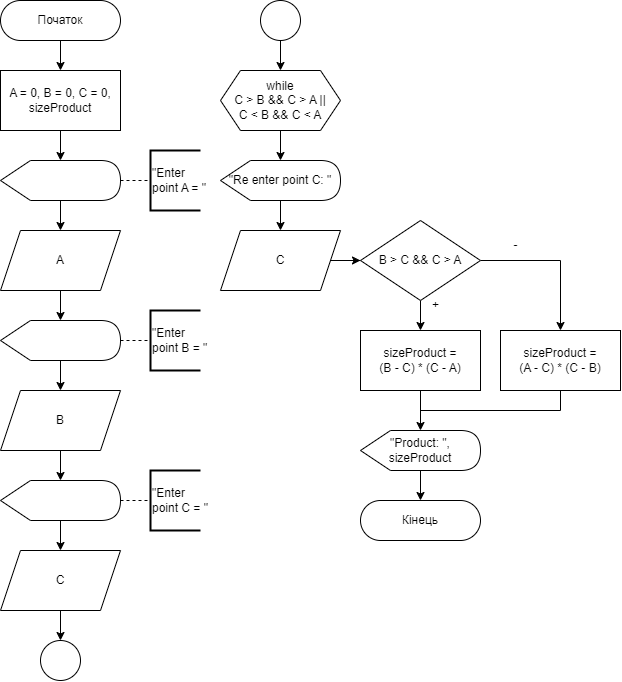 Початок
A = 0, B = 0, C = 0,
sizeProduct
"Enter
point A = "
A
"Enter
point B = "
B
"Enter
point C = "
C
while
C > B && C > A ||
C < B && C < A
"Re enter point C: "
C
B > C && C > A
-
+
sizeProduct =
(B - C) * (C - A)
sizeProduct =
(A - C) * (C - B)
"Product: ",
sizeProduct
Кінець